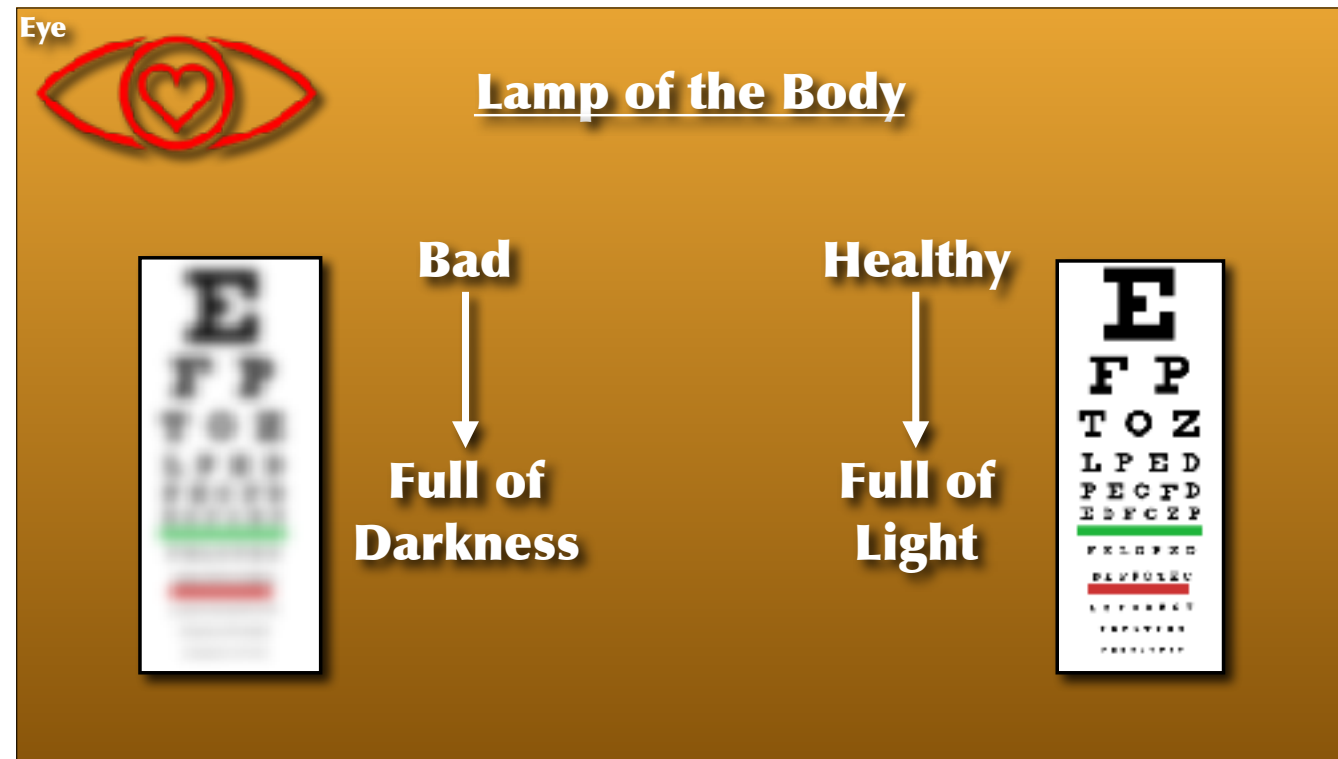 Eye
Lamp of the Body
Bad
Full of
Darkness
Healthy
Full of
Light
E
F P
T O Z
L P E D
P E C F D
E D F C Z P
E
F P
T O Z
L P E D
P E C F D
E D F C Z P